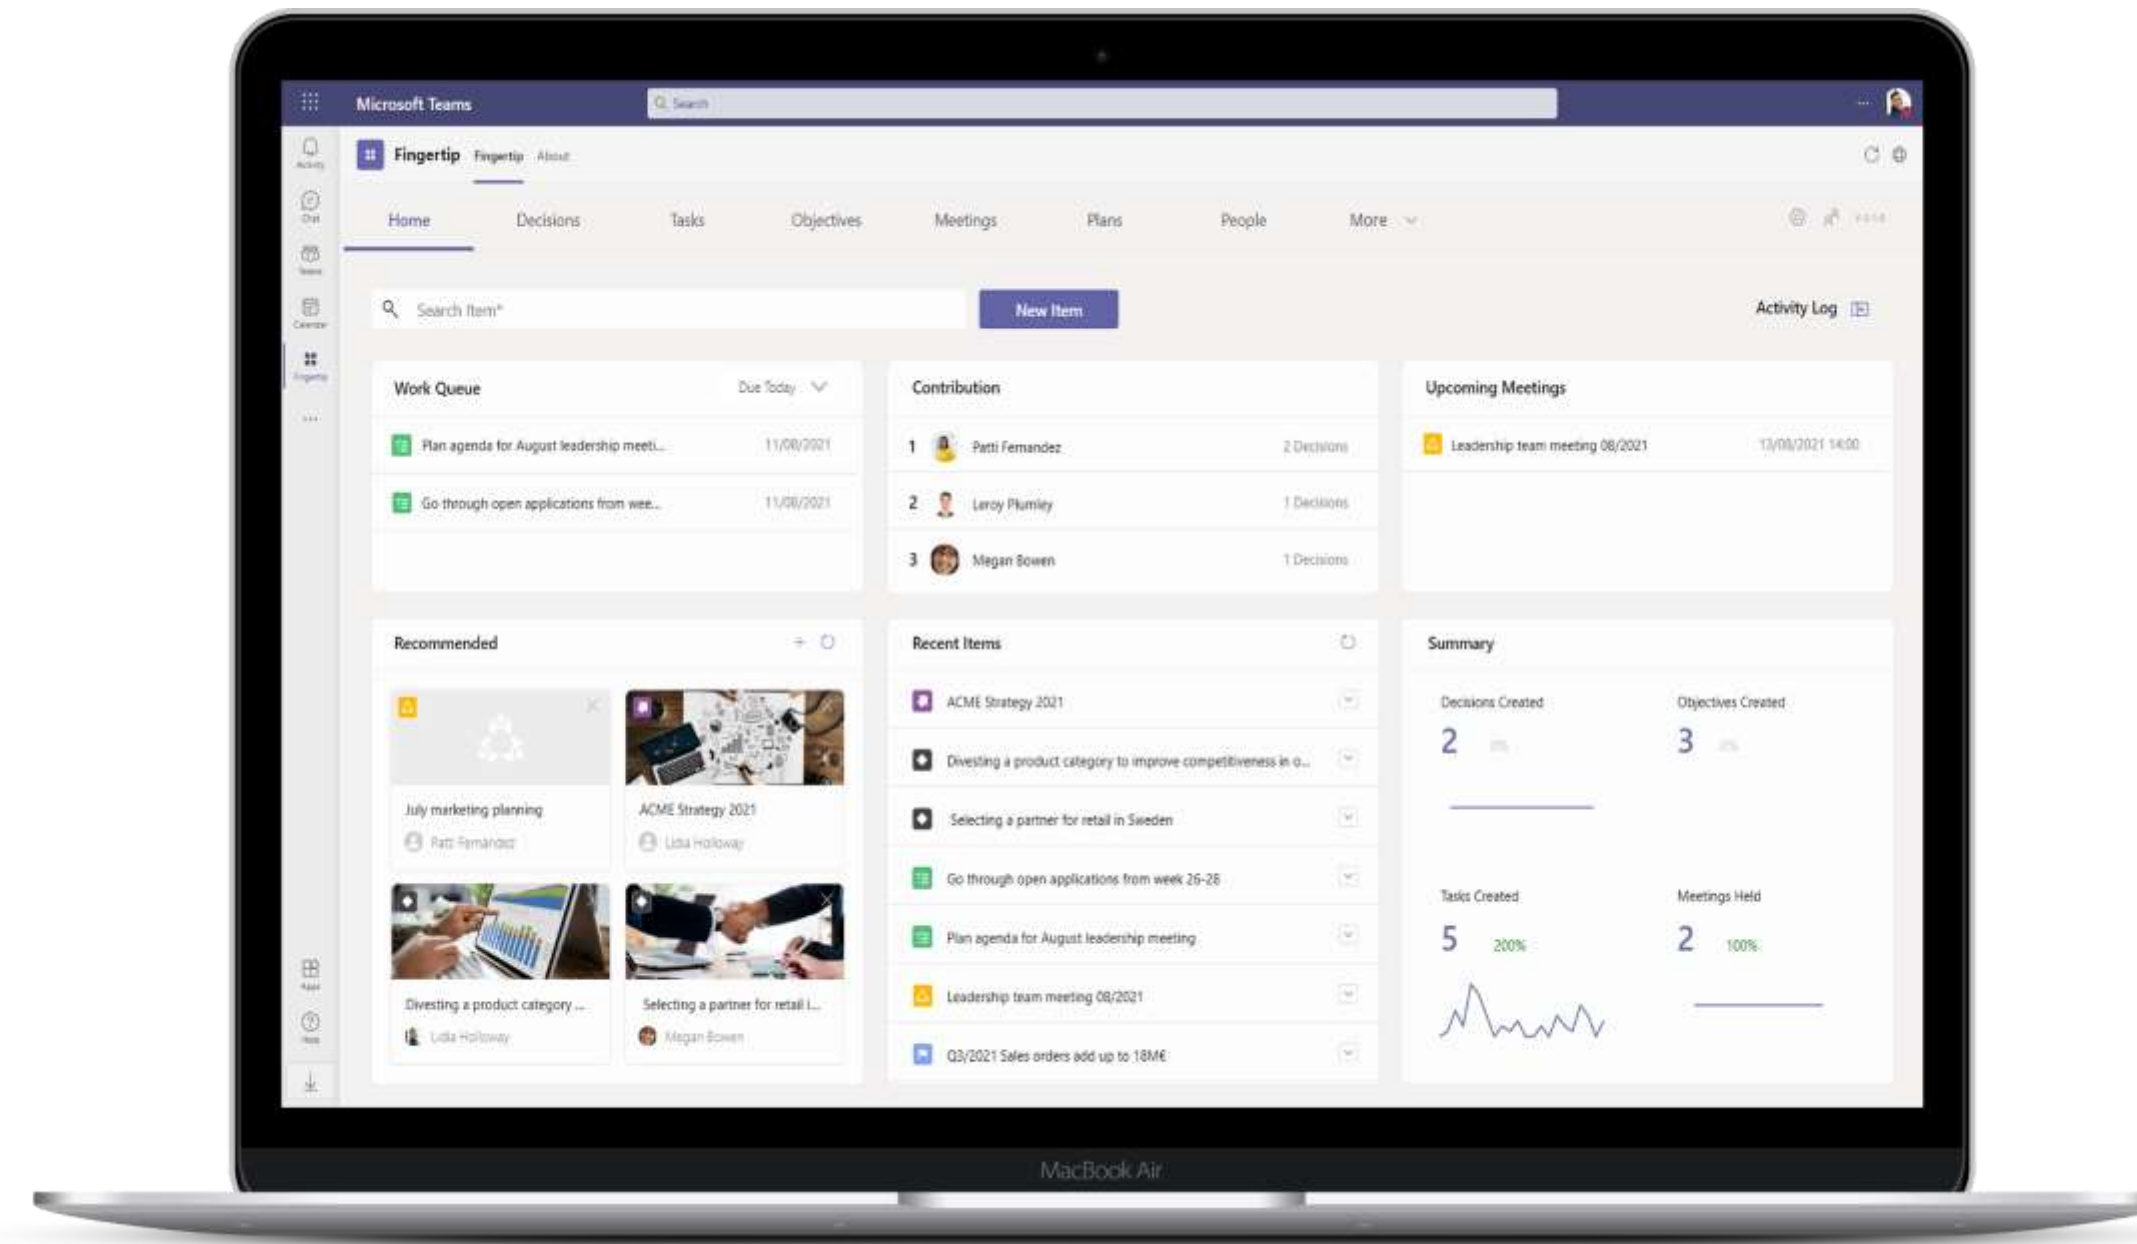 Microsoft Teams
Search
Activity
Fingertip Fingertip About
Chat
Home Decisions Tasks Objectives Meetings Plans People More
Teams
Calendar
Search Item*
New Item
Activity Log
Fingertip
Work Queue Due Today
Plan agenda for August leadership meeti... 11/08/2021
Go through open applications from wee... 11/08/2021
Contribution
1 Patti Fernandez 2 Decisions
2 Leroy Plumley 1 Decisions
3 Megan Bowen 1 Decisions
Upcoming Meetings
Leadership team meeting 08/2021 13/08/2021 14:00
Recommended
July marketing planning
Patti Fernandez
ACME Strategy 2021
Lidia Holloway
Divesting a product category ...
Lidia Holloway
Selecting a partner for retail i...
Megan Bowen
Recent Items
ACME Strategy 2021
Divesting a product category to improve competitiveness in o...
Selecting a partner for retail in Sweden
Go through open applications from week 26-28
Plan agenda for August leadership meeting
Leadership team meeting 08/2021
Q3/2021 Sales orders add up to 18M€
Summary
Decisions Created
2
Objectives Created
3
Tasks Created
5 200%
Meetings Held
2 100%
Apps
Help
MacBook Air